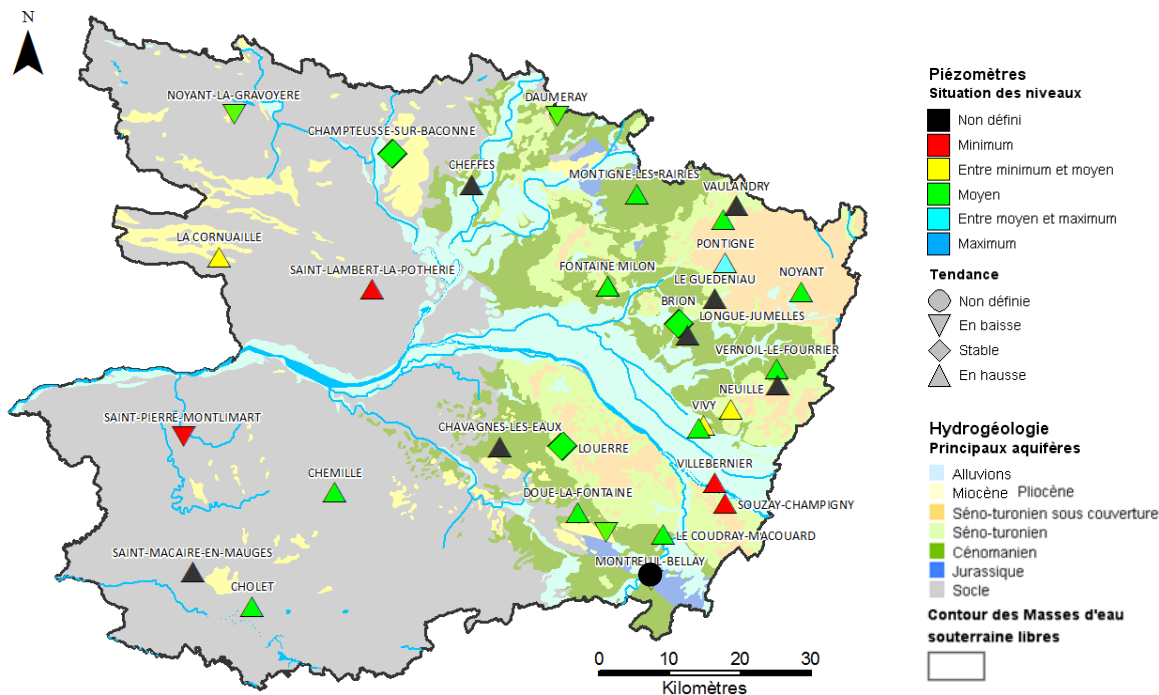 N
NOYANT-LA-GRAVOYERE
DAUMERAY
CHAMPTEUSSE-SUR-BACONNE
CHEFFES
MONTIGNE-LES-RAIRIES
VAULANDRY
LA CORNUAILLE
PONTIGNE
SAINT-LAMBERT-LA-POTHERIE
FONTAINE MILON
LE GUEDENIAU
NOYANT
BRION
LONGUE-JUMELLES
VERNOIL-LE-FOURRIER
NEUILLE
VIVY
SAINT-PIERRE-MONTLIMART
CHAVAGNES-LES-EAUX
LOUERRE
VILLEBERNIER
CHEMILLE
DOUE-LA-FONTAINE
SOUZAY-CHAMPIGNY
LE COUDRAY-MACOUARD
SAINT-MACAIRE-EN-MAUGES
MONTREUIL-BELLAY
CHOLET
0 10 20 30
Kilomètres
Piézomètres
Situation des niveaux
Non défini
Minimum
Entre minimum et moyen
Moyen
Entre moyen et maximum
Maximum
Tendance
Non définie
En baisse
Stable
En hausse
Hydrogéologie
Principaux aquifères
Alluvions
Miocène Pliocène
Séno-turonien sous couverture
Séno-turonien
Cénomanien
Jurassique
Socle
Contour des Masses d'eau
souterraine libres